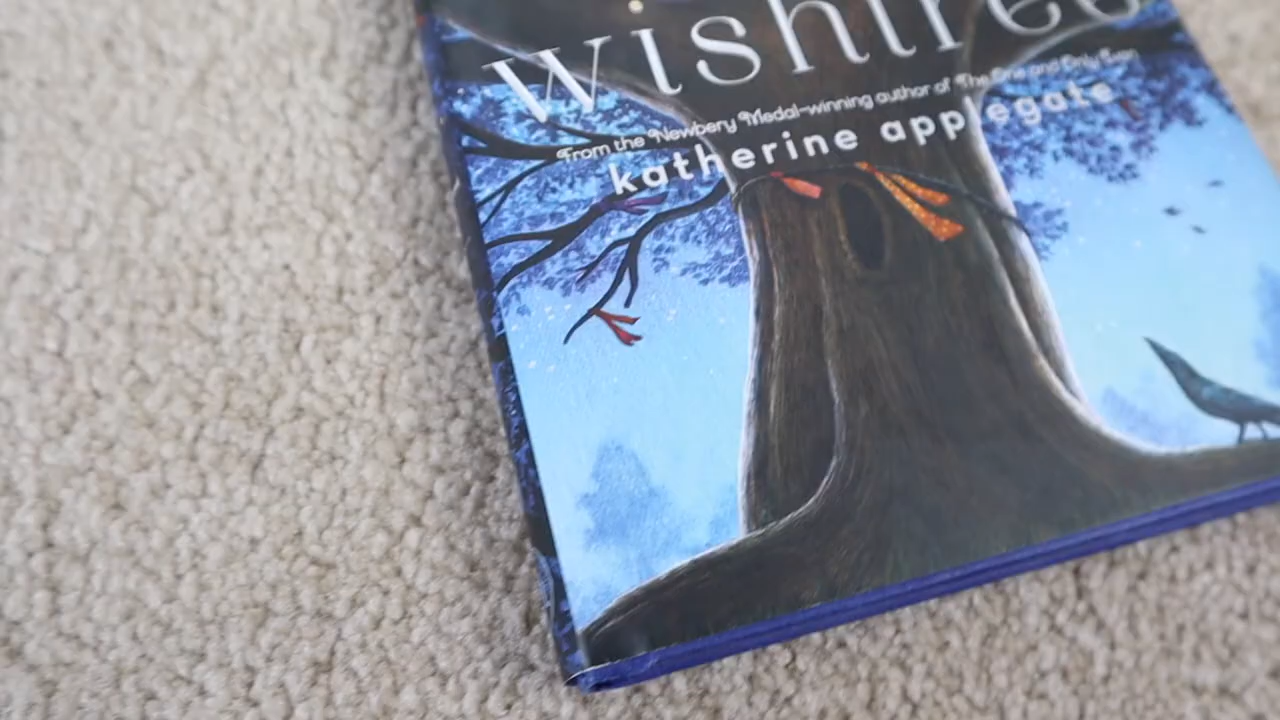 wishtree
From the Newbery Medal-winning author of The One and Only Ivan
katherine applegate